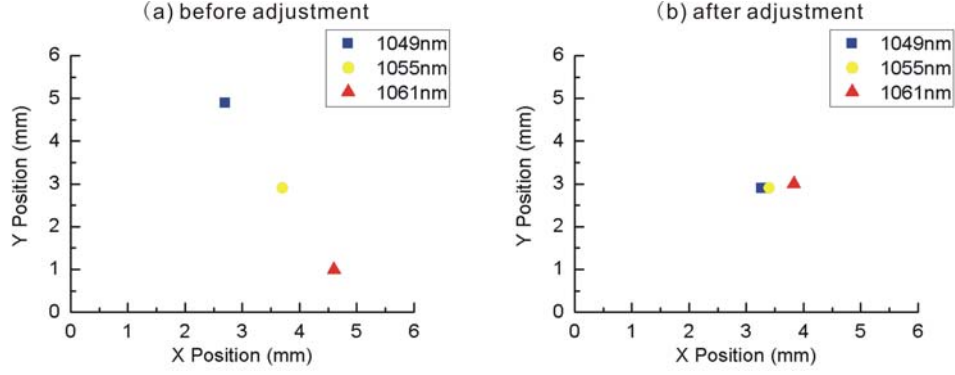 (a) before adjustment
1049nm
1055nm
1061nm
6
5
4
3
2
1
0
Y Position (mm)
0 1 2 3 4 5 6
X Position (mm)
(b) after adjustment
1049nm
1055nm
1061nm
6
5
4
3
2
1
0
Y Position (mm)
0 1 2 3 4 5 6
X Position (mm)